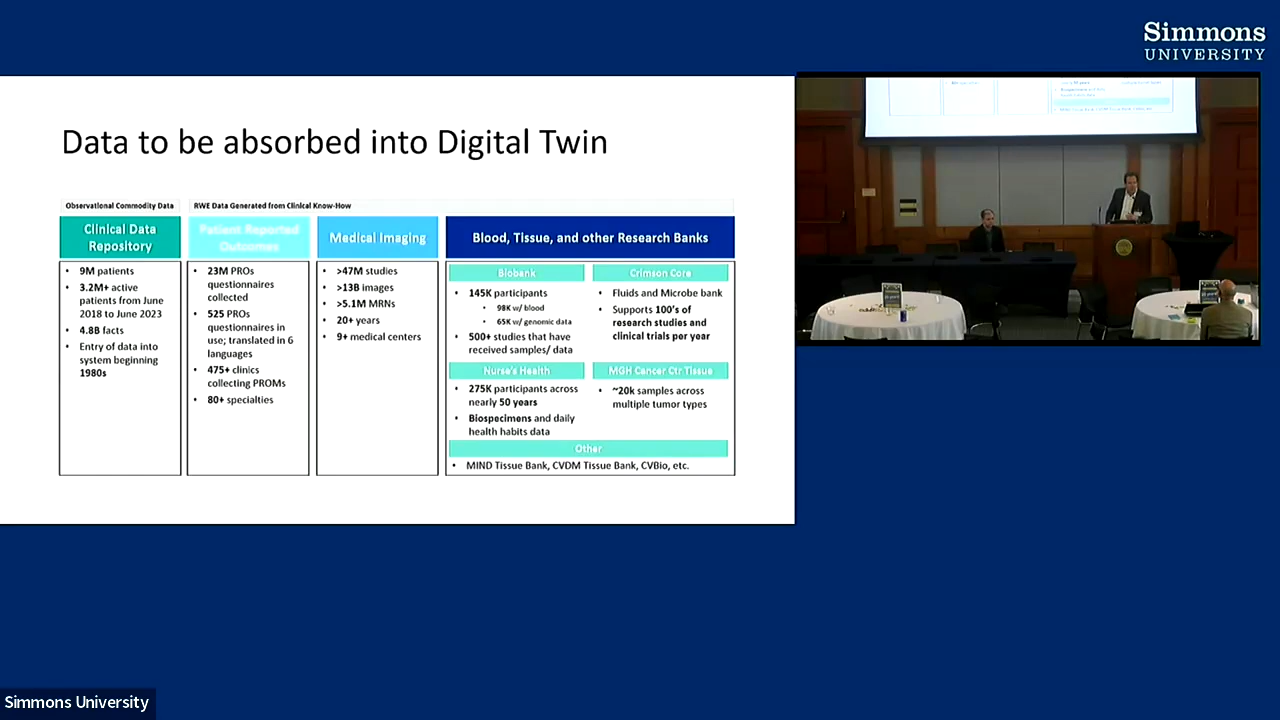 Simmons
UNIVERSITY
Data to be absorbed into Digital Twin
Observational Commodity Data
RWE Data Generated from Clinical Know-How
Clinical Data
Repository
• 9M patients
• 3.2M+ active
patients from June
2018 to June 2023
• 4.8B facts
• Entry of data into
system beginning
1980s
Patient Reported
Outcomes
• 23M PROs
questionnaires
collected
• 525 PROs
questionnaires in
use; translated in 6
languages
• 475+ clinics
collecting PROMs
• 80+ specialties
Medical Imaging
• >47M studies
• >13B images
• >5.1M MRNs
• 20+ years
• 9+ medical centers
Blood, Tissue, and other Research Banks
Biobank
• 145K participants
• 98K w/ blood
• 65K w/ genomic data
• 500+ studies that have
received samples/ data
Crimson Core
• Fluids and Microbe bank
• Supports 100's of
research studies and
clinical trials per year
Nurse's Health
• 275K participants across
nearly 50 years
• Biospecimens and daily
health habits data
MGH Cancer Ctr Tissue
• ~20k samples across
multiple tumor types
Other
• MIND Tissue Bank, CVDM Tissue Bank, CVBio, etc.
Simmons University